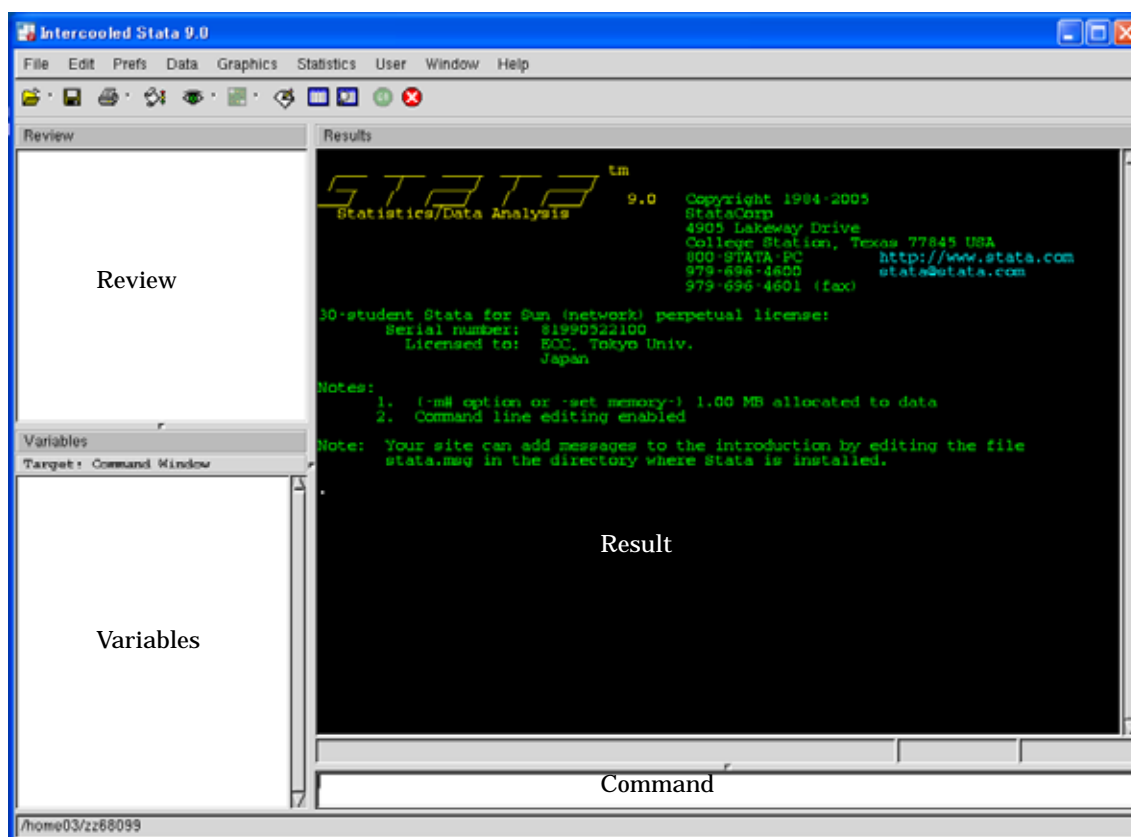 Intercooled Stata 9.0
File Edit Prefs Data Graphics Statistics User Window Help
Review
Review
Variables
Target: Command Window
Variables
Results
STATA tm
9.0 Copyright 1984-2005
Statistics/Data Analysis StataCorp
4905 Lakeway Drive
College Station, Texas 77845 USA
800-STATA-PC http://www.stata.com
979-696-4600 stata@stata.com
979-696-4601 (fax)
30-student Stata for Sun (network) perpetual license:
Serial number: 81990522100
Licensed to: ECC, Tokyo Univ.
Japan
Notes:
1. (-m# option or -set memory-) 1.00 MB allocated to data
2. Command line editing enabled
Note: Your site can add messages to the introduction by editing the file
stata.msg in the directory where Stata is installed.
.
Result
Command
/home03/zz68099